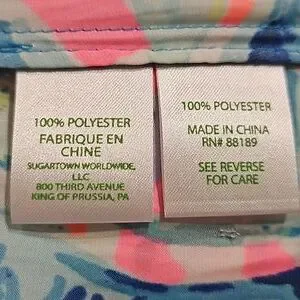 100% POLYESTER
FABRIQUE EN
CHINE
SUGARTOWN WORLDWIDE,
LLC
800 THIRD AVENUE
KING OF PRUSSIA, PA
100% POLYESTER
MADE IN CHINA
RN# 88189
SEE REVERSE
FOR CARE